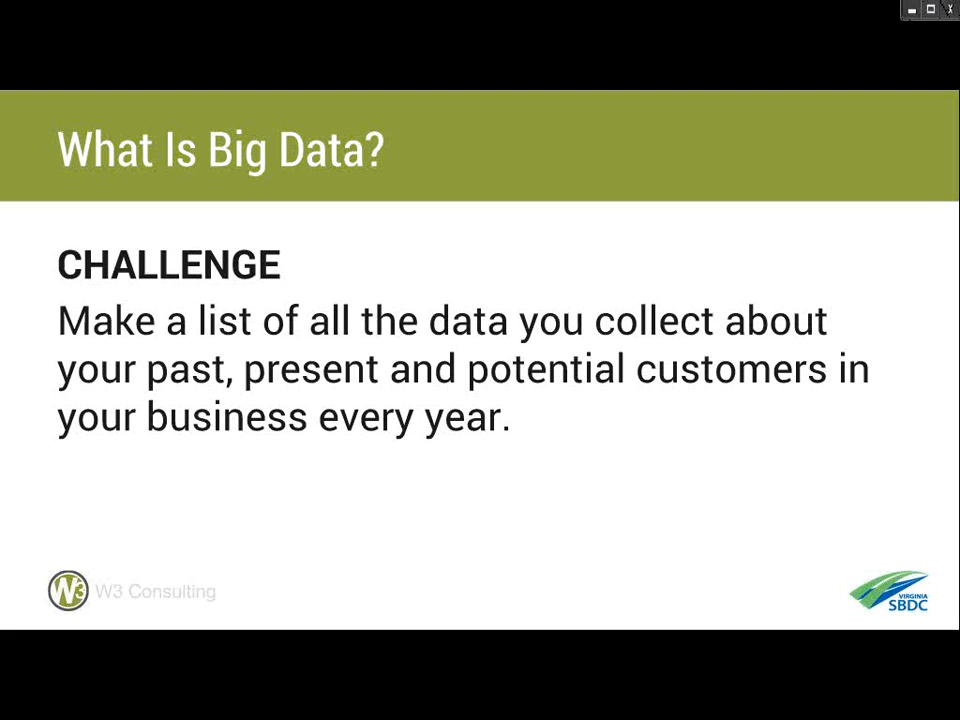 What Is Big Data?
CHALLENGE
Make a list of all the data you collect about
your past, present and potential customers in
your business every year.
W3 W3 Consulting
VIRGINIA
SBDC